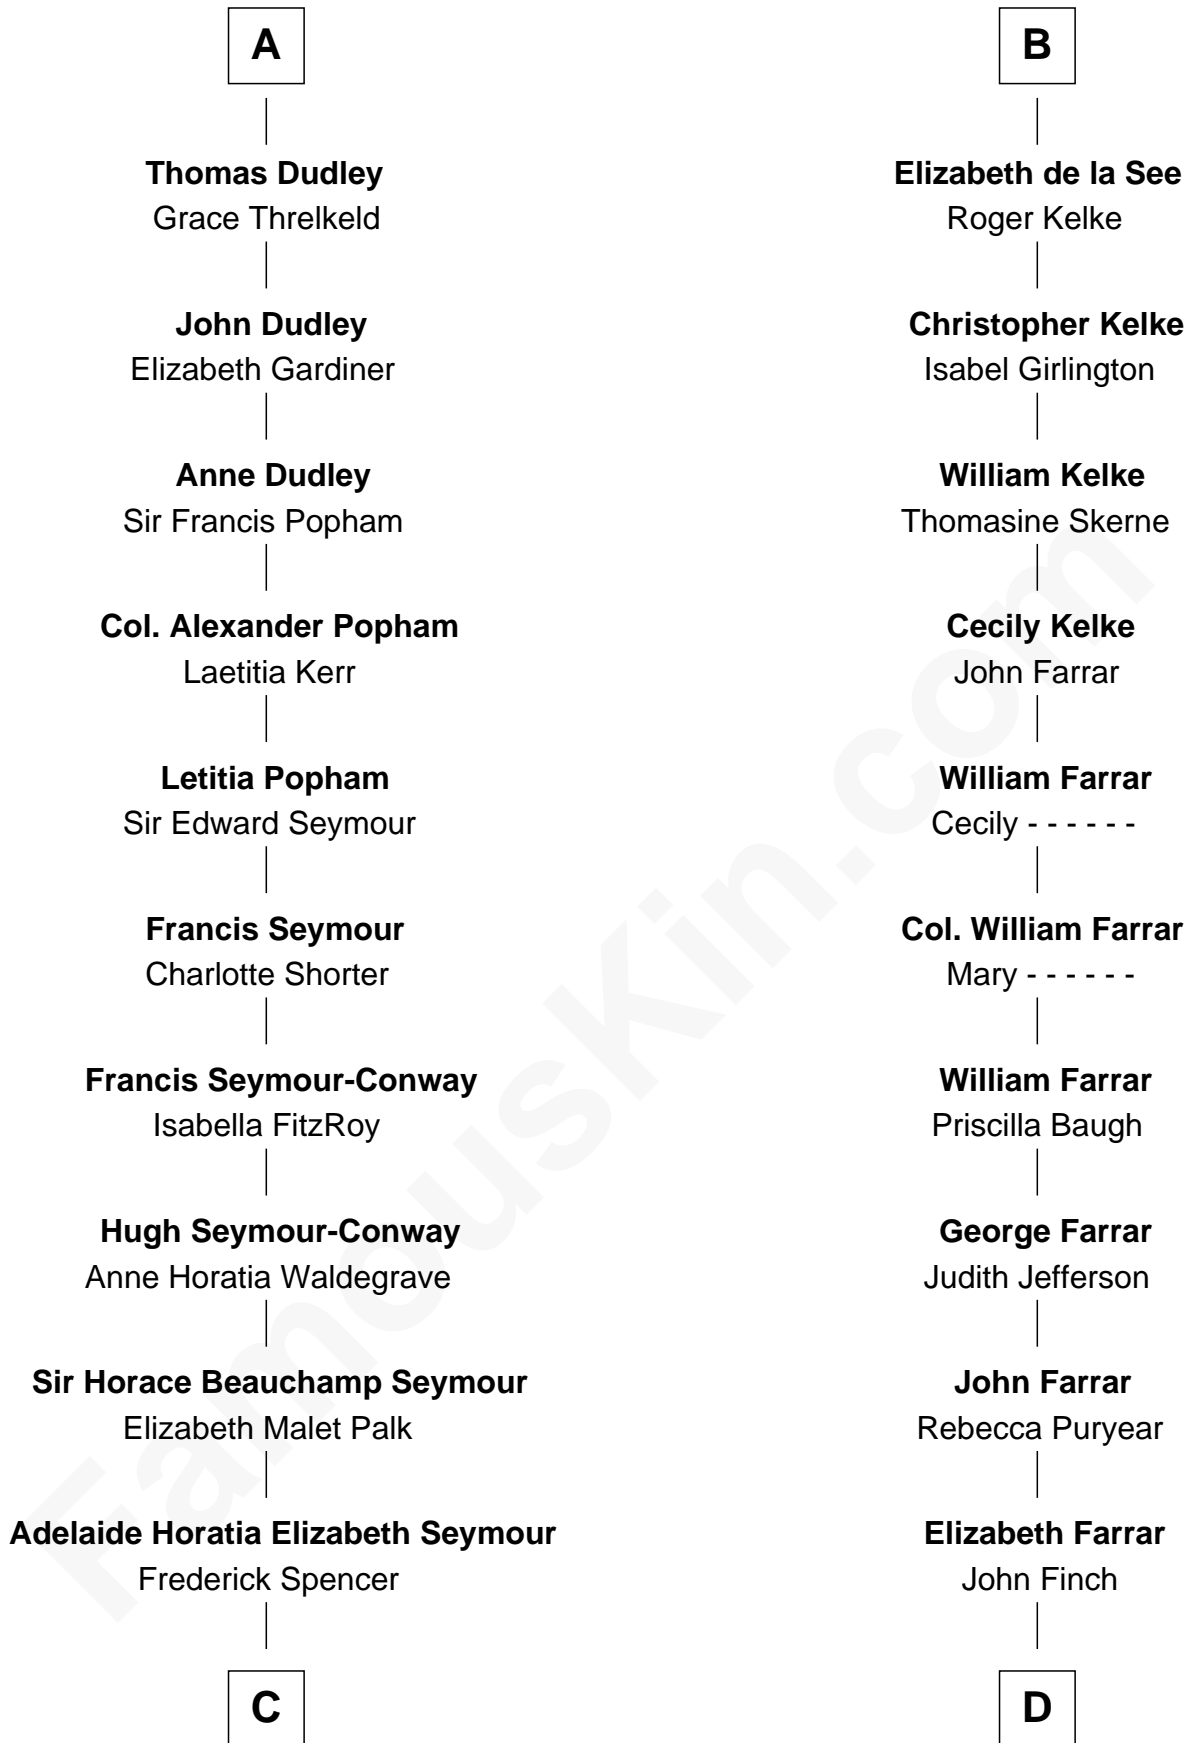 A
Thomas Dudley
Grace Threlkeld
John Dudley
Elizabeth Gardiner
Anne Dudley
Sir Francis Popham
Col. Alexander Popham
Laetitia Kerr
Letitia Popham
Sir Edward Seymour
Francis Seymour
Charlotte Shorter
Francis Seymour-Conway
Isabella FitzRoy
Hugh Seymour-Conway
Anne Horatia Waldegrave
Sir Horace Beauchamp Seymour
Elizabeth Malet Palk
Adelaide Horatia Elizabeth Seymour
Frederick Spencer
C
B
Elizabeth de la See
Roger Kelke
Christopher Kelke
Isabel Girlington
William Kelke
Thomasine Skerne
Cecily Kelke
John Farrar
William Farrar
Cecily - - - - - -
Col. William Farrar
Mary - - - - - -
William Farrar
Priscilla Baugh
George Farrar
Judith Jefferson
John Farrar
Rebecca Puryear
Elizabeth Farrar
John Finch
D
FamousKin.com